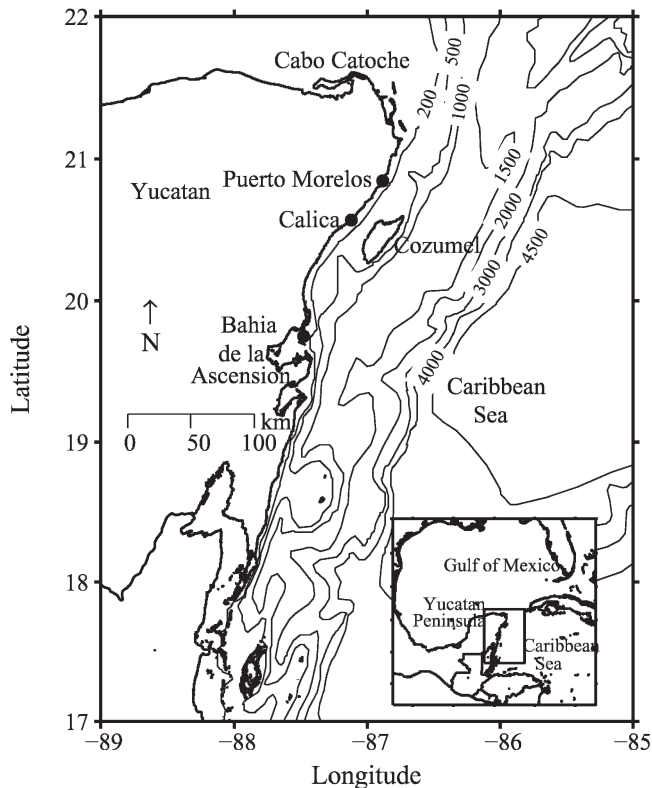 22
Cabo Catoche
500
200
1000
21
1500
Puerto Morelos
Yucatan
2000
Calica
4500
Cozumel
3000
20
N
Bahia
de la
Ascension
4000
Caribbean
Sea
km
0 50 100
19
Latitude
18
Gulf of Mexico
Yucatan
Peninsula
Caribbean
Sea
17
−89 −88 −87 −86 −85
Longitude